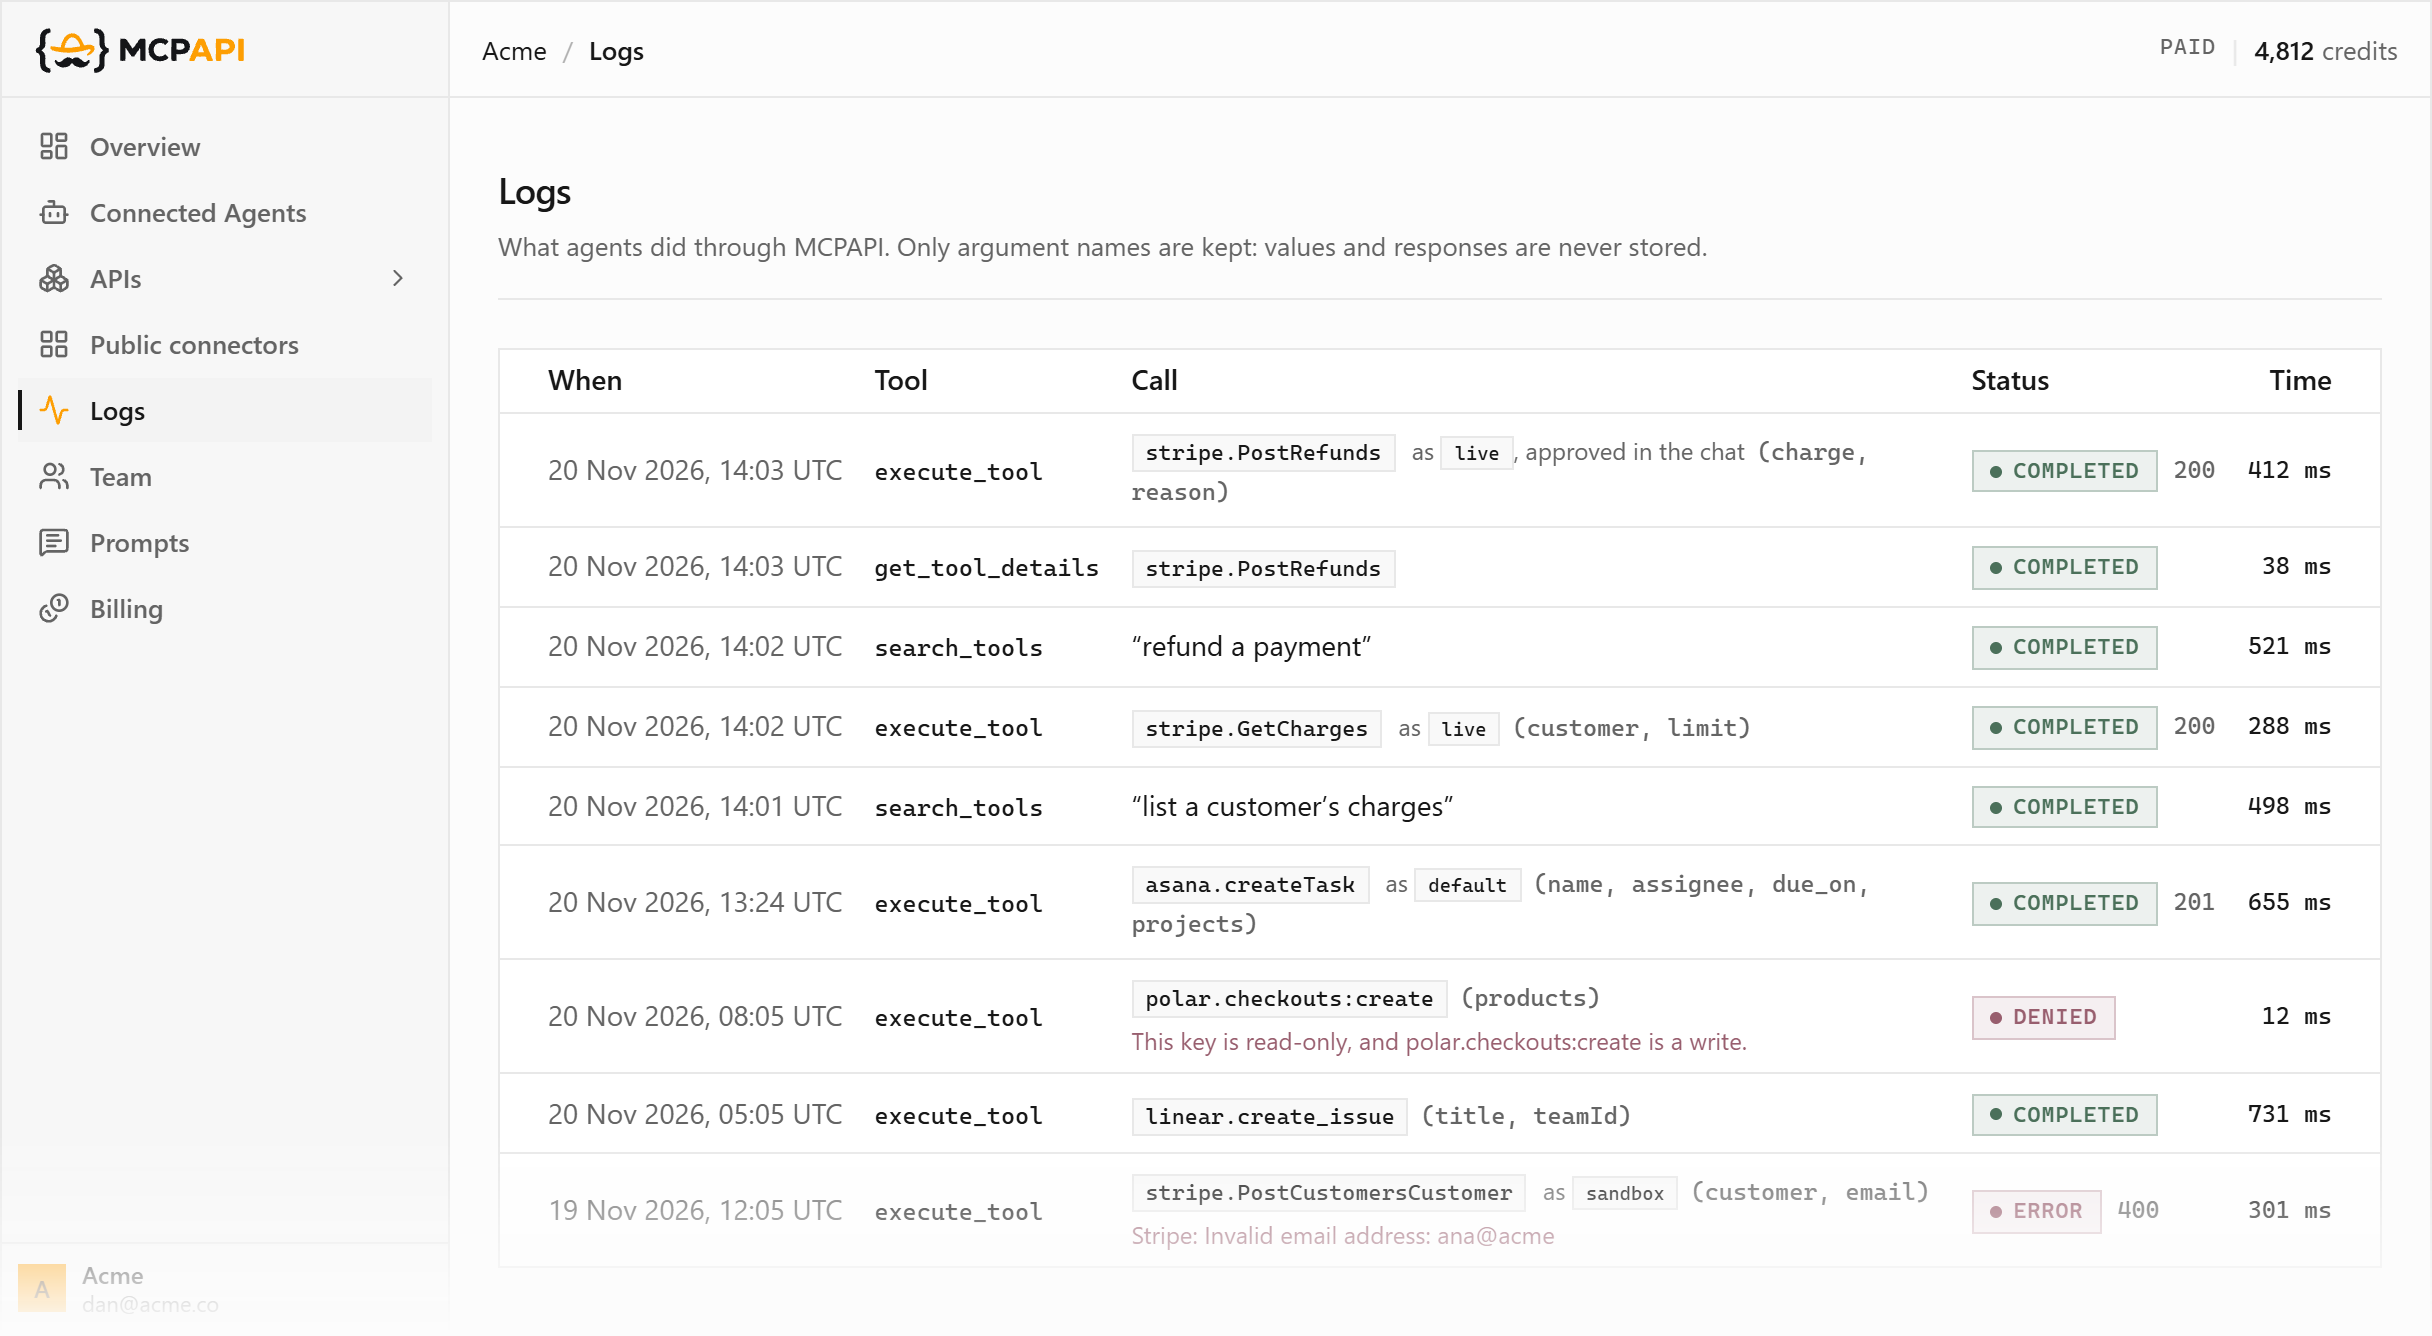 MCPAPI
Acme / Logs
PAID
4,812 credits
Overview
Connected Agents
APIs
Public connectors
Logs
Team
Prompts
Billing
Acme
dan@acme.co
A
Logs
What agents did through MCPAPI. Only argument names are kept: values and responses are never stored.
When Tool Call Status Time
20 Nov 2026, 14:03 UTC execute_tool stripe.PostRefunds as live, approved in the chat (charge, COMPLETED 200 412 ms
reason)
20 Nov 2026, 14:03 UTC get_tool_details stripe.PostRefunds COMPLETED 38 ms
20 Nov 2026, 14:02 UTC search_tools “refund a payment” COMPLETED 521 ms
20 Nov 2026, 14:02 UTC execute_tool stripe.GetCharges as live (customer, limit) COMPLETED 200 288 ms
20 Nov 2026, 14:01 UTC search_tools “list a customer’s charges” COMPLETED 498 ms
20 Nov 2026, 13:24 UTC execute_tool asana.createTask as default (name, assignee, due_on, COMPLETED 201 655 ms
projects)
20 Nov 2026, 08:05 UTC execute_tool polar.checkouts:create (products) DENIED 12 ms
This key is read-only, and polar.checkouts:create is a write.
20 Nov 2026, 05:05 UTC execute_tool linear.create_issue (title, teamId) COMPLETED 731 ms
19 Nov 2026, 12:05 UTC execute_tool stripe.PostCustomersCustomer as sandbox (customer, email) ERROR 400 301 ms
Stripe: Invalid email address: ana@acme